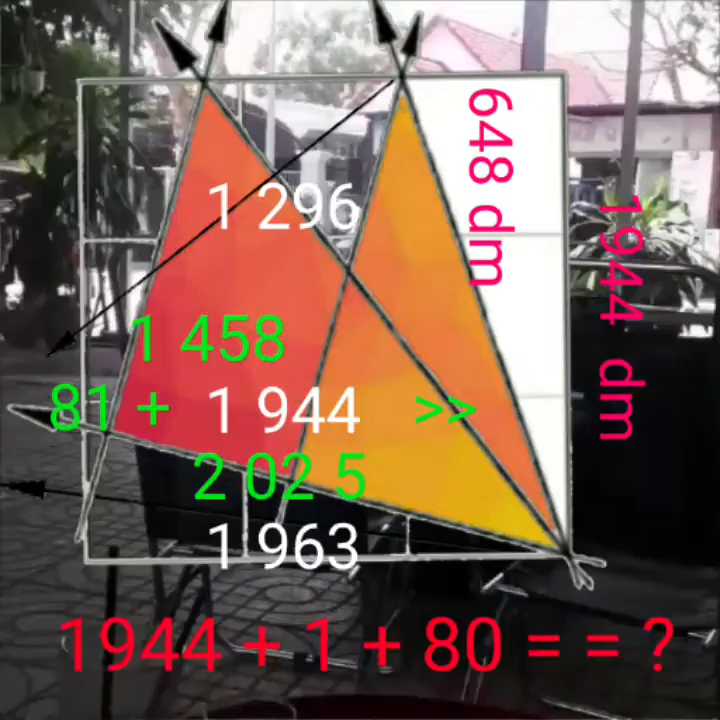 648 dm
1 296
1944 dm
1 458
81 + 1 944 >>
2 02 5
1 963
1944 + 1 + 80 = = ?